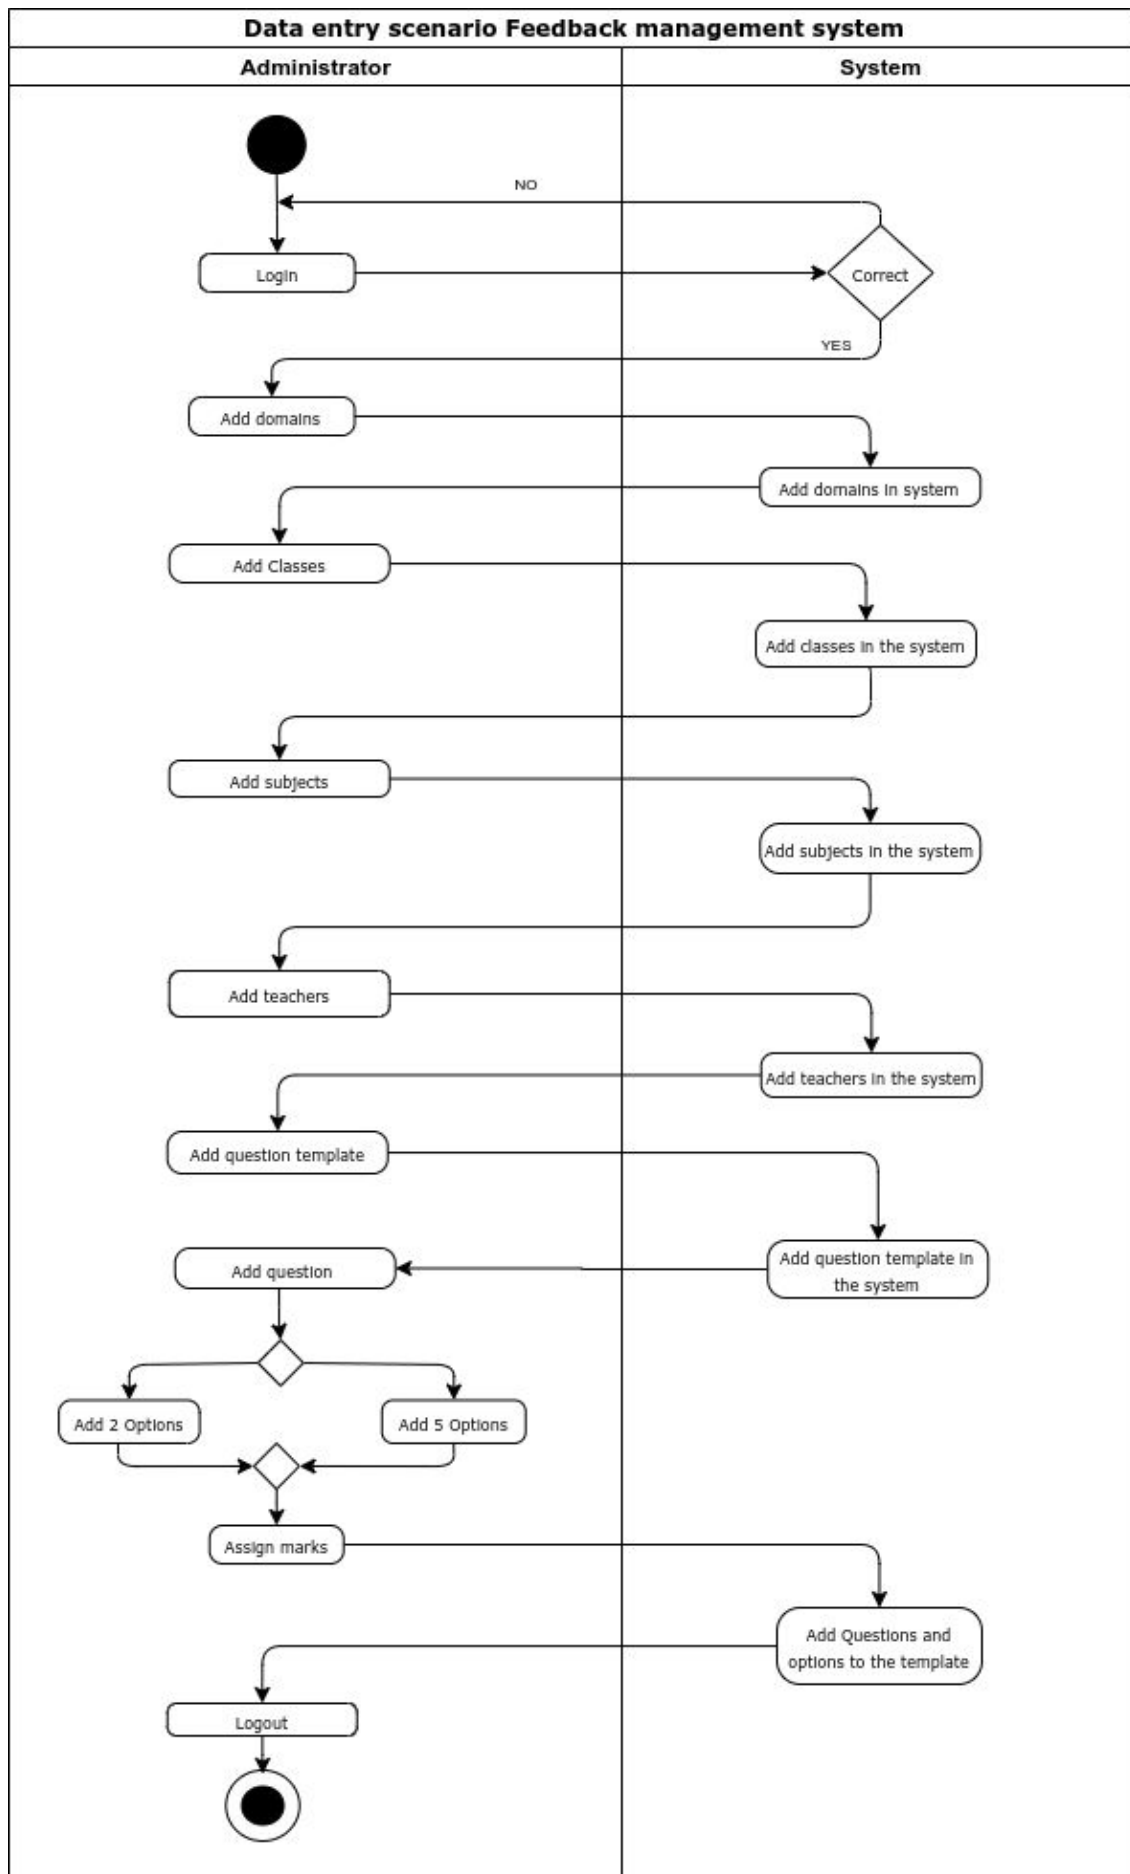 Data entry scenario Feedback management system
Administrator
System
NO
Login
Correct
YES
Add domains
Add domains in system
Add Classes
Add classes in the system
Add subjects
Add subjects in the system
Add teachers
Add teachers in the system
Add question template
Add question template in
the system
Add question
Add 2 Options
Add 5 Options
Assign marks
Add Questions and
options to the template
Logout